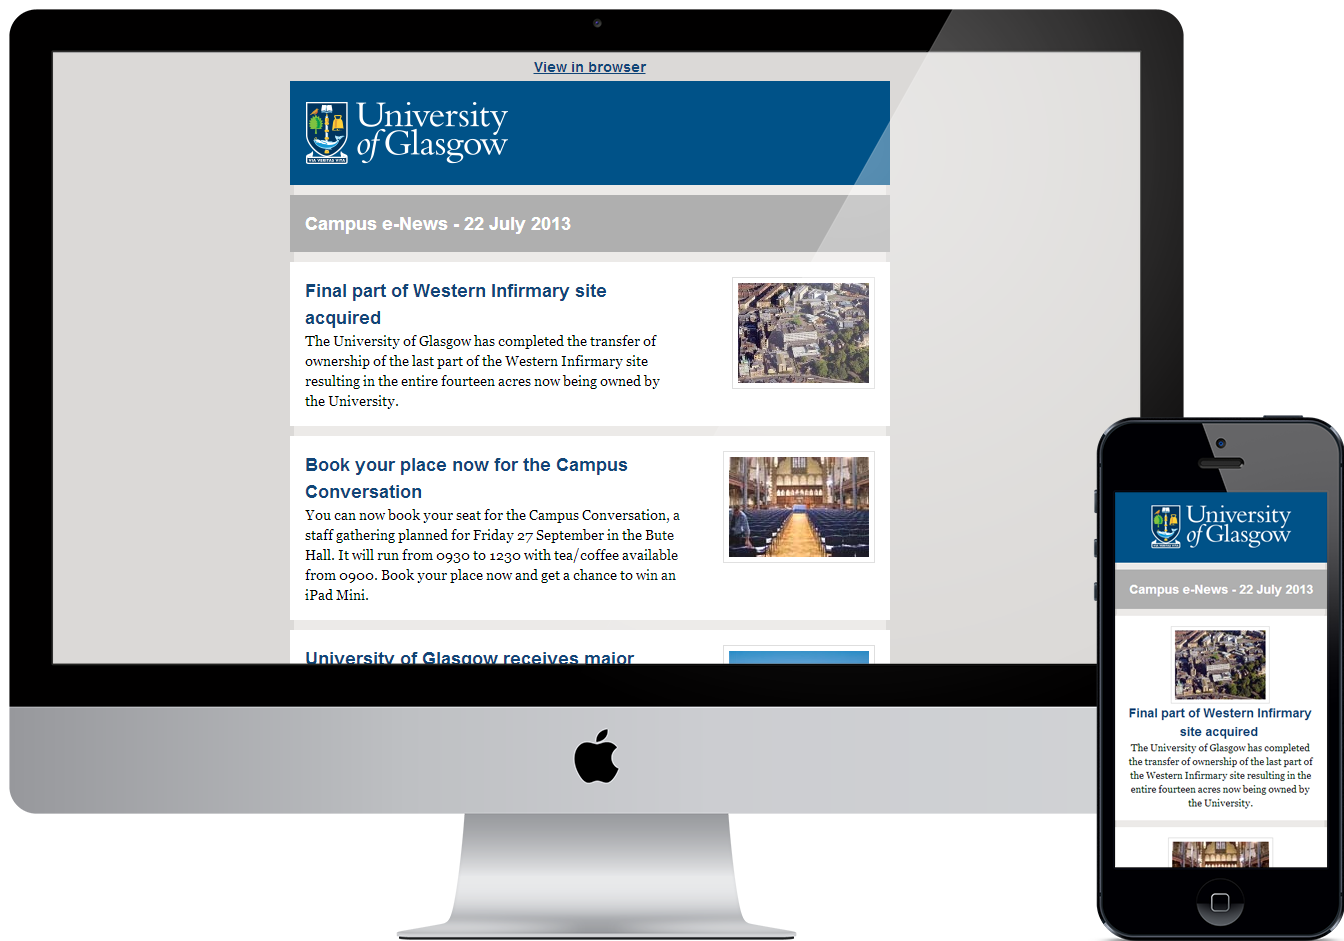 View in browser
University
of Glasgow
VIA VERITAS VITA
Campus e-News - 22 July 2013
Final part of Western Infirmary site
acquired
The University of Glasgow has completed the transfer of
ownership of the last part of the Western Infirmary site
resulting in the entire fourteen acres now being owned by
the University.
Book your place now for the Campus
Conversation
You can now book your seat for the Campus Conversation, a
staff gathering planned for Friday 27 September in the Bute
Hall. It will run from 0930 to 1230 with tea/coffee available
from 0900. Book your place now and get a chance to win an
iPad Mini.
University of Glasgow receives major
University
of Glasgow
Campus e-News - 22 July 2013
Final part of Western Infirmary
site acquired
The University of Glasgow has completed
the transfer of ownership of the last part of
the Western Infirmary site resulting in the
entire fourteen acres now being owned by
the University.